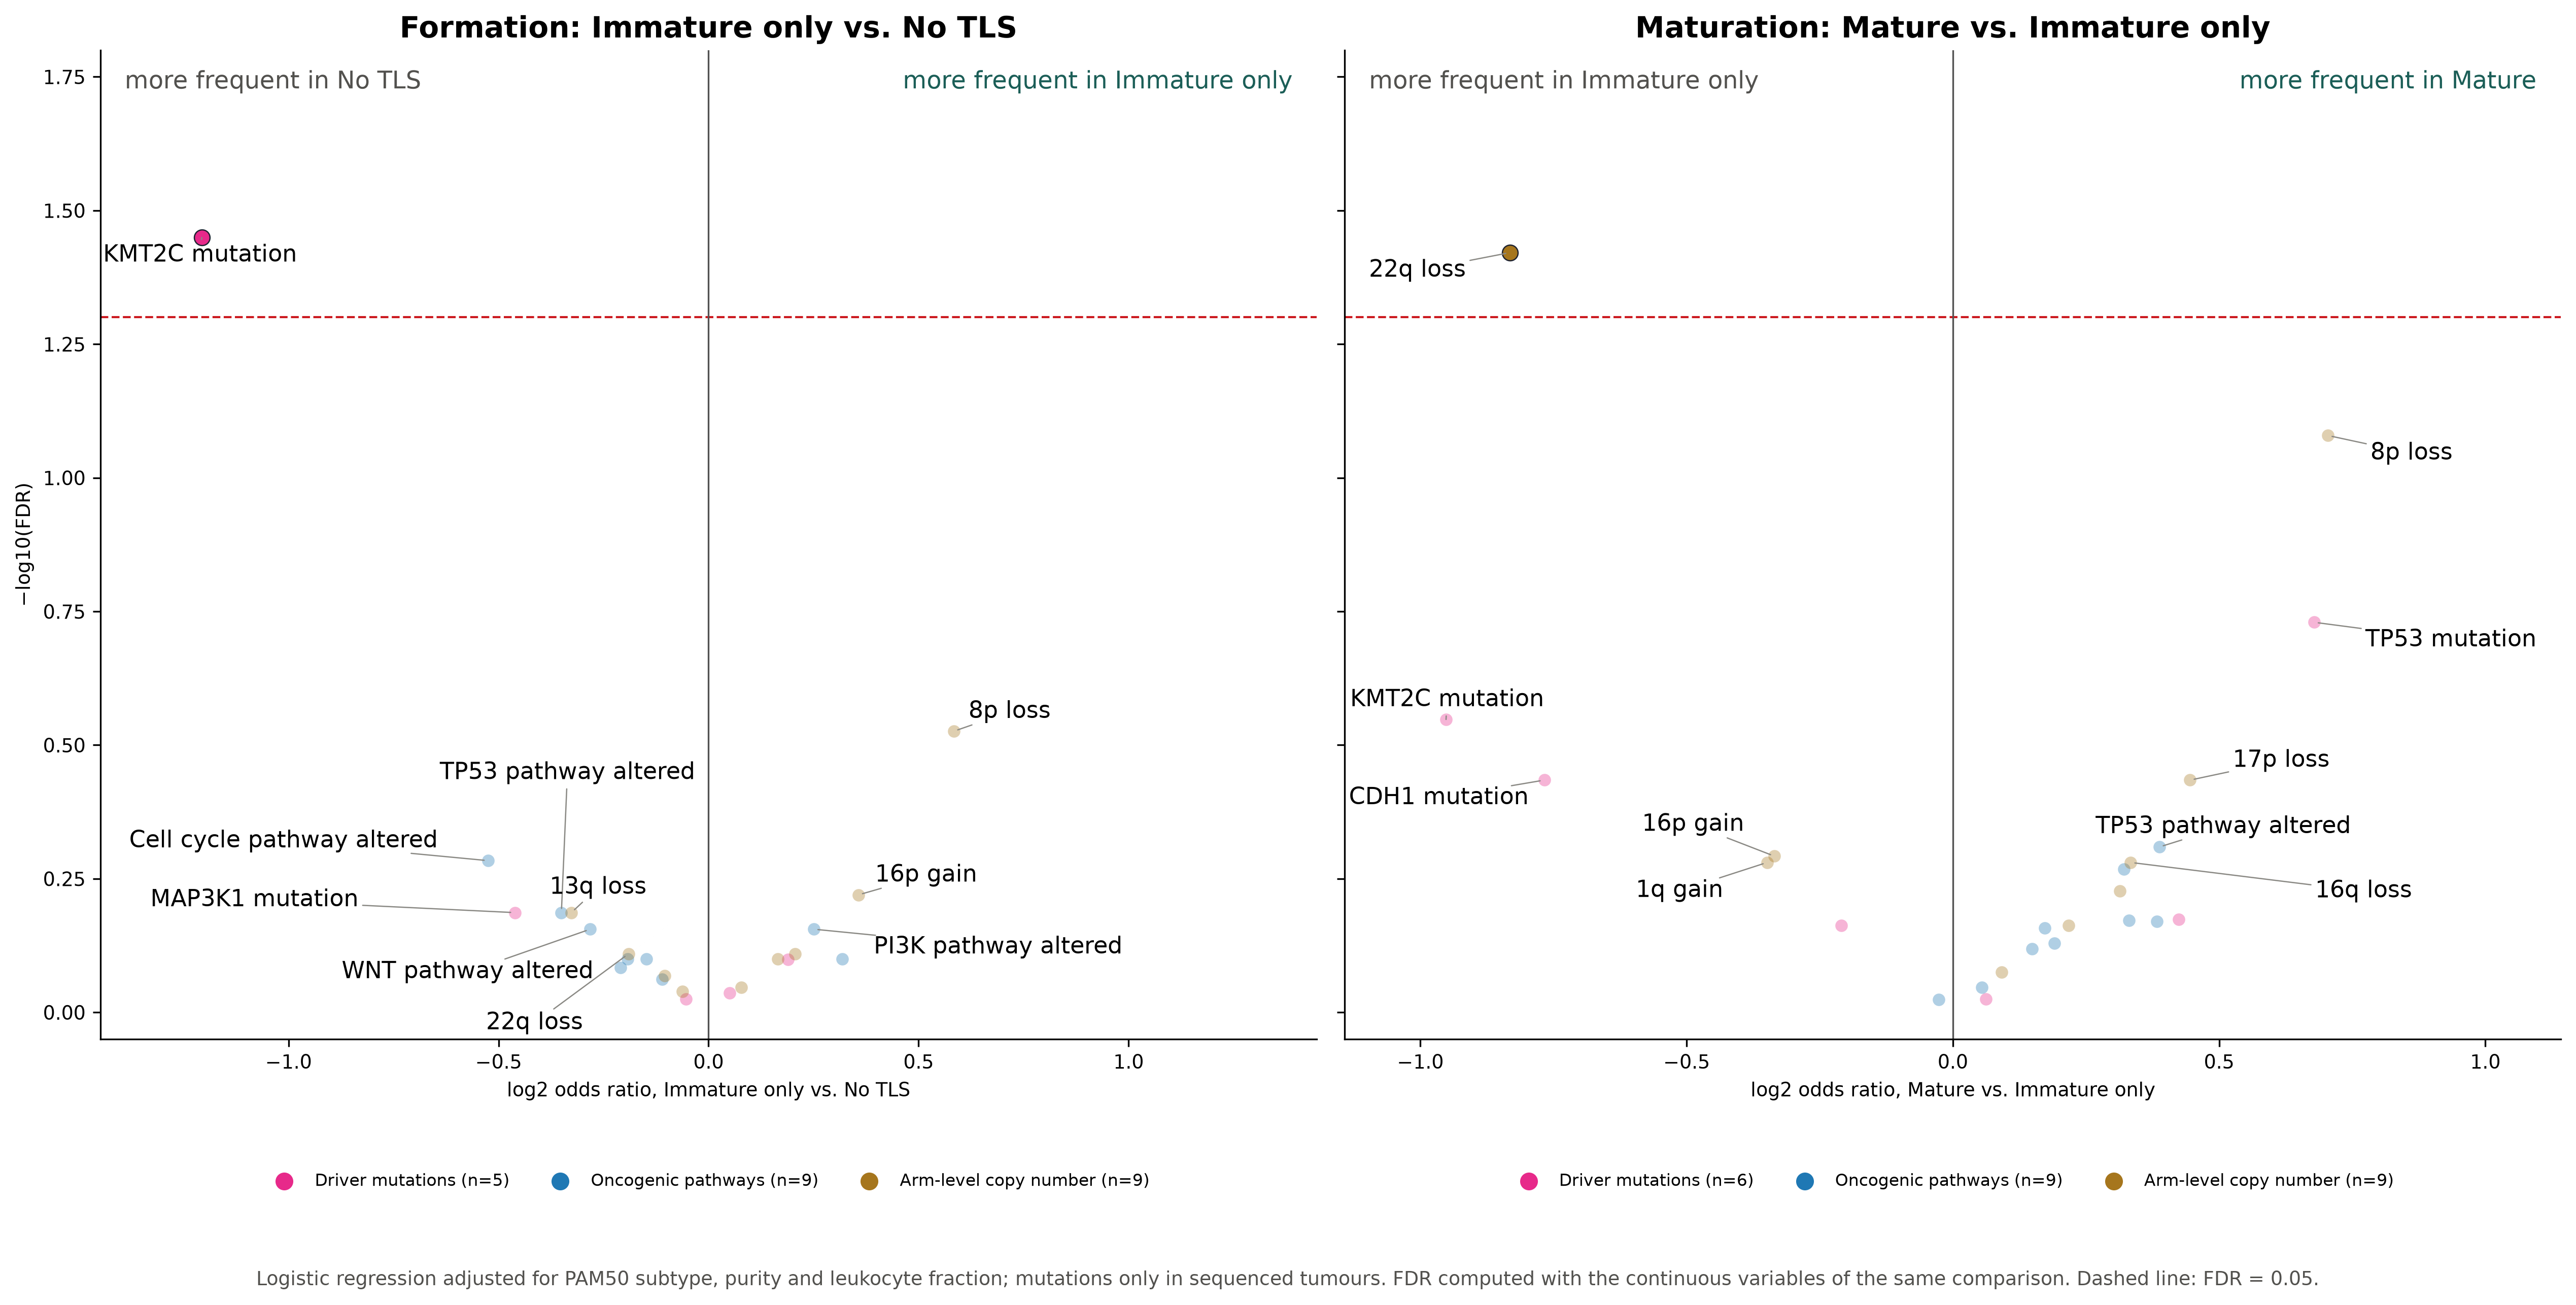 Formation: Immature only vs. No TLS
more frequent in No TLS
more frequent in Immature only
1.75
1.50
1.25
1.00
0.75
0.50
0.25
0.00
−log10(FDR)
KMT2C mutation
8p loss
TP53 pathway altered
Cell cycle pathway altered
MAP3K1 mutation
13q loss
16p gain
PI3K pathway altered
WNT pathway altered
22q loss
−1.0
−0.5
0.0
0.5
1.0
log2 odds ratio, Immature only vs. No TLS
Driver mutations (n=5)
Oncogenic pathways (n=9)
Arm-level copy number (n=9)
Maturation: Mature vs. Immature only
more frequent in Immature only
more frequent in Mature
22q loss
8p loss
TP53 mutation
KMT2C mutation
CDH1 mutation
17p loss
16p gain
TP53 pathway altered
1q gain
16q loss
−1.0
−0.5
0.0
0.5
1.0
log2 odds ratio, Mature vs. Immature only
Driver mutations (n=6)
Oncogenic pathways (n=9)
Arm-level copy number (n=9)
Logistic regression adjusted for PAM50 subtype, purity and leukocyte fraction; mutations only in sequenced tumours. FDR computed with the continuous variables of the same comparison. Dashed line: FDR = 0.05.